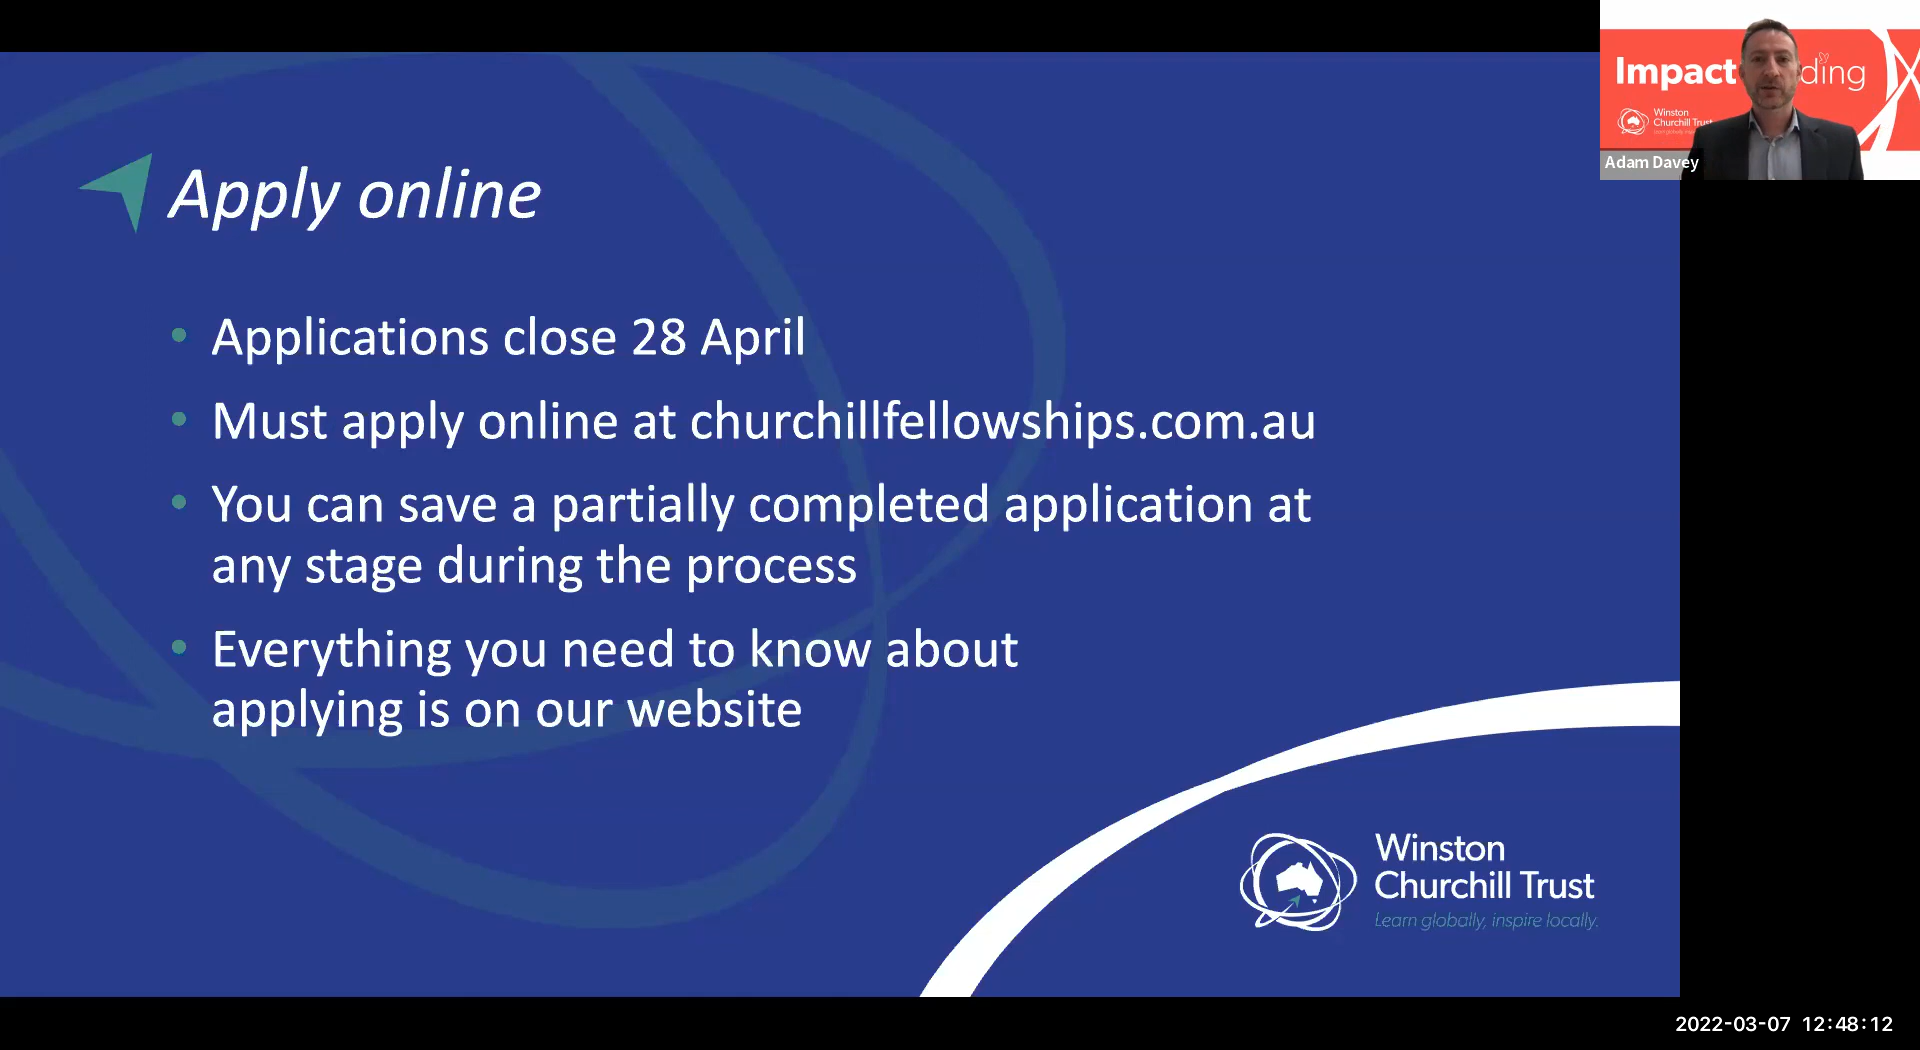 Apply online
Applications close 28 April
Must apply online at churchillfellowships.com.au
You can save a partially completed application at
any stage during the process
Everything you need to know about
applying is on our website
Winston
Churchill Trust
Learn globally, inspire locally.
Impact
ding
Winston
Churchill Trust
Adam Davey
2022-03-07 12:48:12